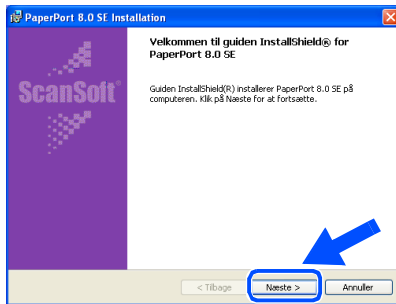 PaperPort 8.0 SE Installation
Velkommen til guiden InstallShield® for
PaperPort 8.0 SE
ScanSoft®
Guiden InstallShield(R) installerer PaperPort 8.0 SE på
computeren. Klik på Næste for at fortsætte.
< Tilbage
Næste >
Annuller